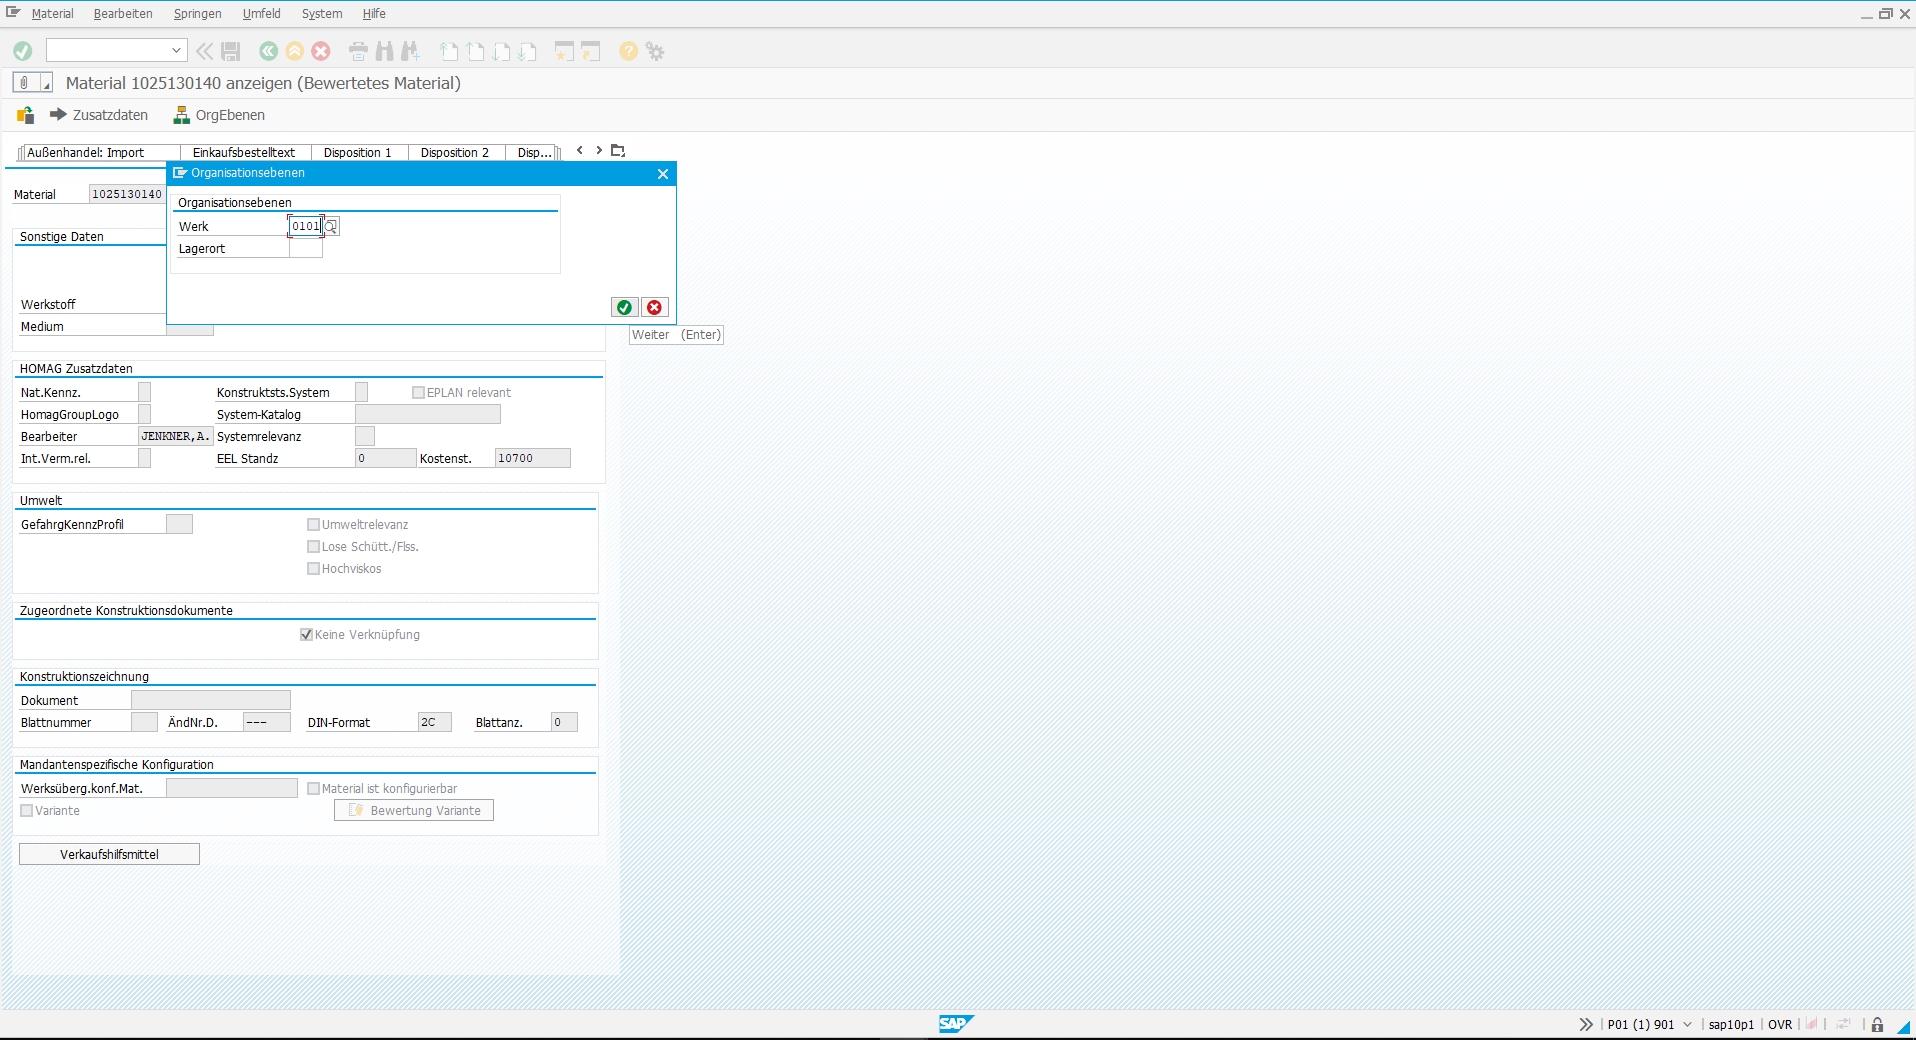 Material Bearbeiten Springen Umfeld System Hilfe
Material 1025130140 anzeigen (Bewertetes Material)
Zusatzdaten OrgEbenen
Außenhandel: Import Einkaufsbestelltext Disposition 1 Disposition 2 Disp...
Organisationsebenen
Material 1025130140
Organisationsebenen
Werk 0101
Lagerort
Sonstige Daten
Werkstoff
Medium
Weiter (Enter)
HOMAG Zusatzdaten
Nat.Kennz. Konstruktsts.System EPLAN relevant
HomagGroupLogo System-Katalog
Bearbeiter JENKNER,A. Systemrelevanz
Int.Verm.rel. EEL Standz 0 Kostenst. 10700
Umwelt
GefahrgKennzProfil Umweltrelevanz
Lose Schütt./Flss.
Hochviskos
Zugeordnete Konstruktionsdokumente
Keine Verknüpfung
Konstruktionszeichnung
Dokument
Blattnummer ÄndNr.D. --- DIN-Format 2C Blattanz. 0
Mandantenspezifische Konfiguration
Werksüberg.konf.Mat. Material ist konfigurierbar
Variante Bewertung Variante
Verkaufshilfsmittel
SAP P01 (1) 901 sap10p1 OVR